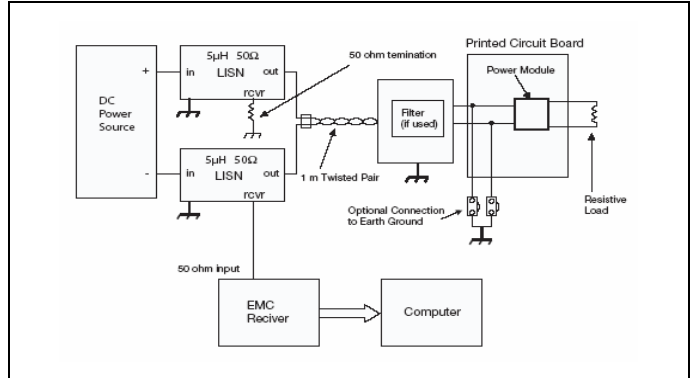 Printed Circuit Board
50 ohm temination
5µH 50Ω
LISN
+
in
out
rcvr
Power Module
DC
Power
Source
Filter
(if used)
5µH 50Ω
LISN
-
in
out
rcvr
1 m Twisted Pair
Optional Connection
to Earth Ground
Resistive
Load
50 ohm input
EMC
Reciver
Computer